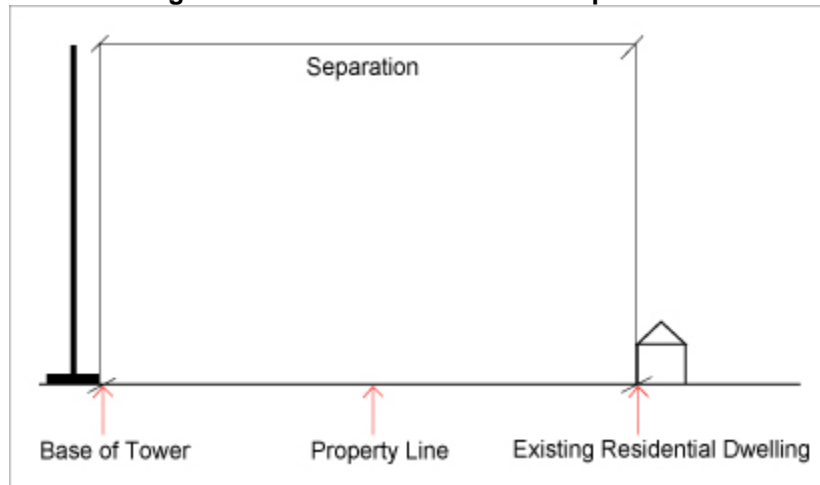 Separation
Base of Tower
Property Line
Existing Residential Dwelling